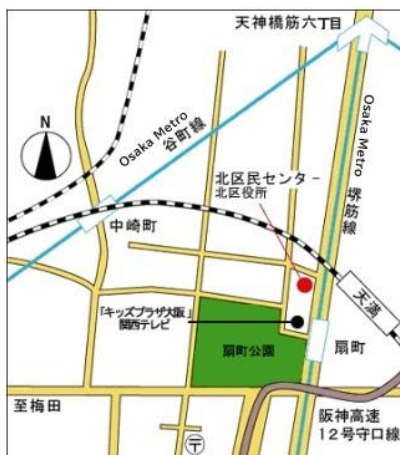 天神橋筋六丁目
N
Osaka Metro
谷町線
Osaka Metro
堺筋線
北区民センター
北区役所
中崎町
天満
「キッズプラザ大阪」
関西テレビ
扇町公園
扇町
至梅田
阪神高速
12号守口線
〒